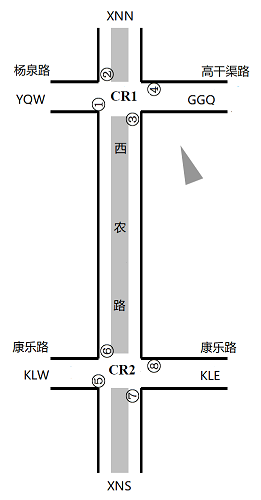 XNN
杨泉路 ② ④ 高干渠路
YQW ① CR1 ③ GGQ
西
农
路
康乐路 ⑥ 康乐路
KLW ⑤ CR2 ⑧ KLE
⑦
XNS